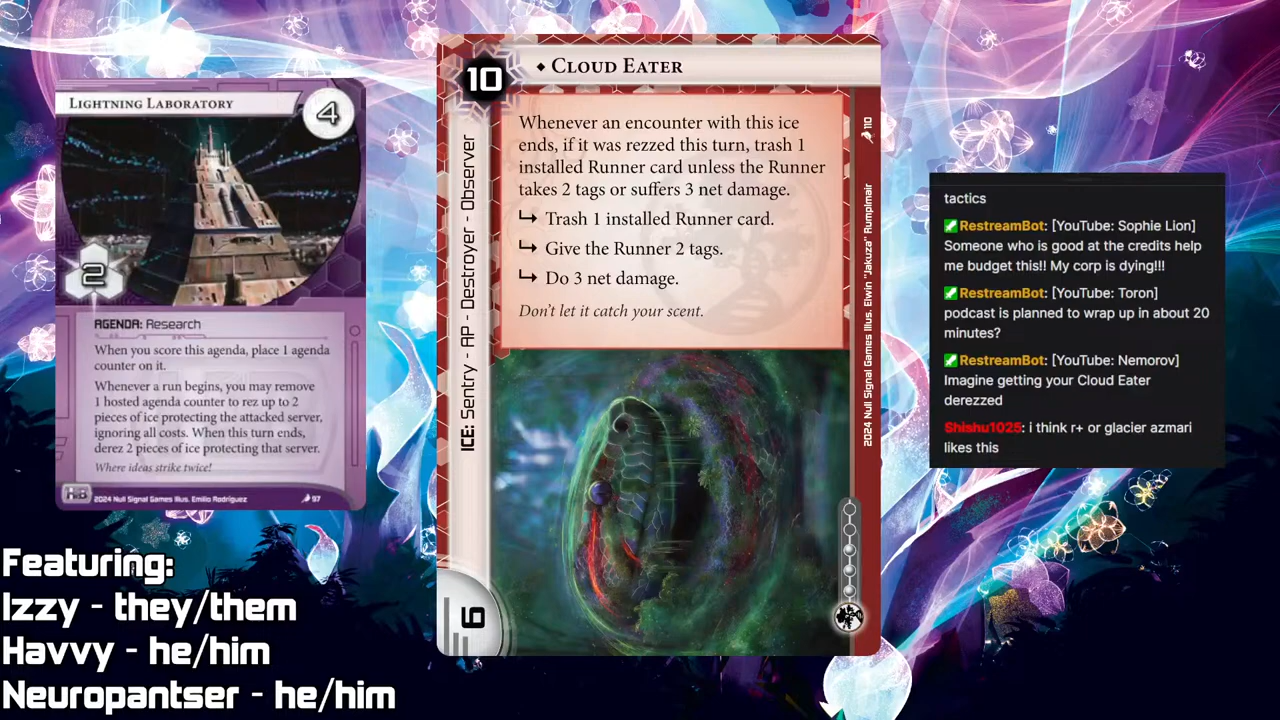 LIGHTNING LABORATORY
4
2
AGENDA: Research
When you score this agenda, place 1 agenda
counter on it.
Whenever a run begins, you may remove
1 hosted agenda counter to rez up to 2
pieces of ice protecting the attacked server,
ignoring all costs. When this turn ends,
derez 2 pieces of ice protecting that server.
Where ideas strike twice!
HB
2024 Null Signal Games Illus. Emilio Rodríguez
97
10
◆ CLOUD EATER
Whenever an encounter with this ice
ends, if it was rezzed this turn, trash 1
installed Runner card unless the Runner
takes 2 tags or suffers 3 net damage.
↳ Trash 1 installed Runner card.
↳ Give the Runner 2 tags.
↳ Do 3 net damage.
Don't let it catch your scent.
ICE: Sentry - AP - Destroyer - Observer
6
110
2024 Null Signal Games Illus. Elwin "Jakuza" Rumplmair
tactics
RestreamBot: [YouTube: Sophie Lion]
Someone who is good at the credits help
me budget this!! My corp is dying!!!
RestreamBot: [YouTube: Toron]
podcast is planned to wrap up in about 20
minutes?
RestreamBot: [YouTube: Nemorov]
Imagine getting your Cloud Eater
derezzed
Shishu1025: i think r+ or glacier azmari
likes this
Featuring:
Izzy - they/them
Havvy - he/him
Neuropantser - he/him